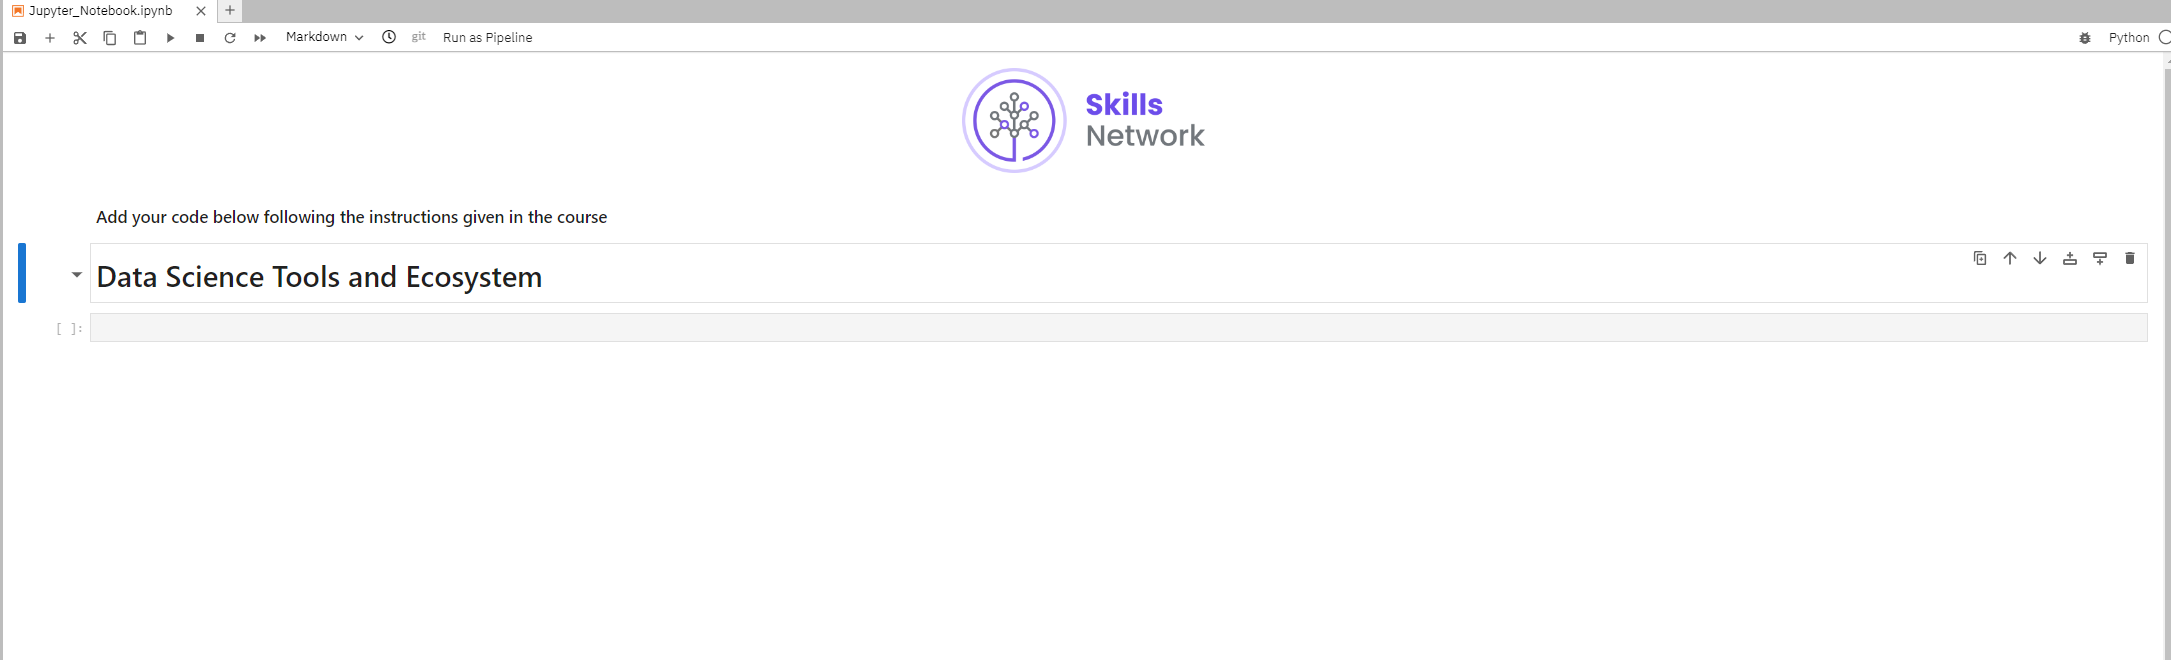 Jupyter_Notebook.ipynb
Markdown git Run as Pipeline Python
Skills
Network
Add your code below following the instructions given in the course
Data Science Tools and Ecosystem
[ ]: